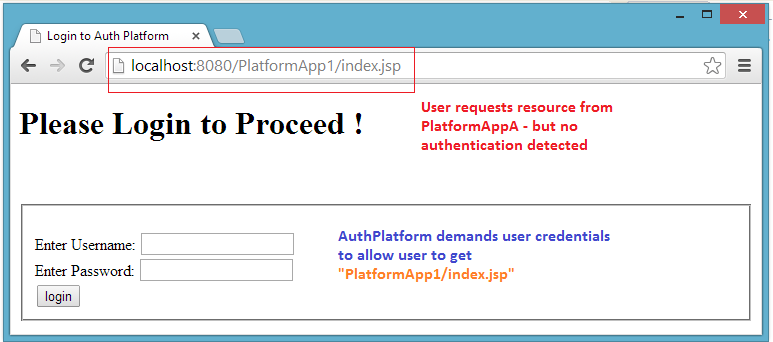 Login to Auth Platform
localhost:8080/PlatformApp1/index.jsp
Please Login to Proceed !
User requests resource from
PlatformAppA - but no
authentication detected
Enter Username:
Enter Password:
login
AuthPlatform demands user credentials
to allow user to get
"PlatformApp1/index.jsp"